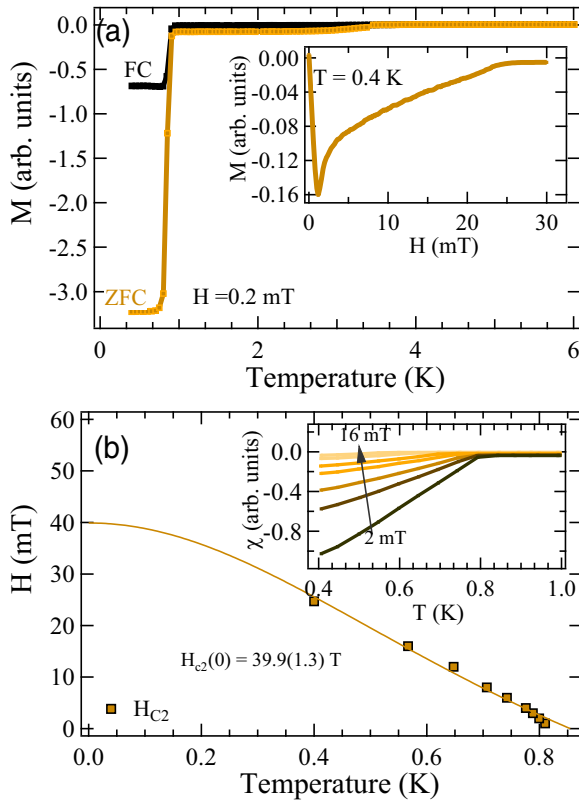 (a)
0.0
-0.5
-1.0
-1.5
-2.0
-2.5
-3.0
M (arb. units)
FC
ZFC
H =0.2 mT
0
2
4
6
Temperature (K)
T = 0.4 K
0.00
-0.04
-0.08
-0.12
-0.16
M (arb. units)
0
10
20
30
H (mT)
(b)
60
50
40
30
20
10
0
H (mT)
H_{c2}(0) = 39.9(1.3) T
H_{C2}
0.0
0.2
0.4
0.6
0.8
Temperature (K)
16 mT
2 mT
0.0
-0.4
-0.8
χ (arb. units)
0.4
0.6
0.8
1.0
T (K)